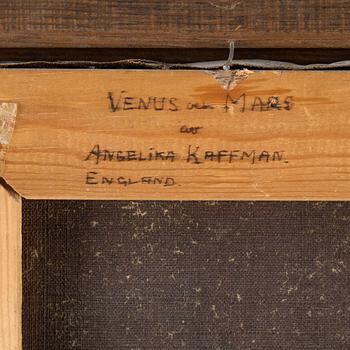 VENUS och MARS
av
ANGELIKA KAFFMAN.
ENGLAND.